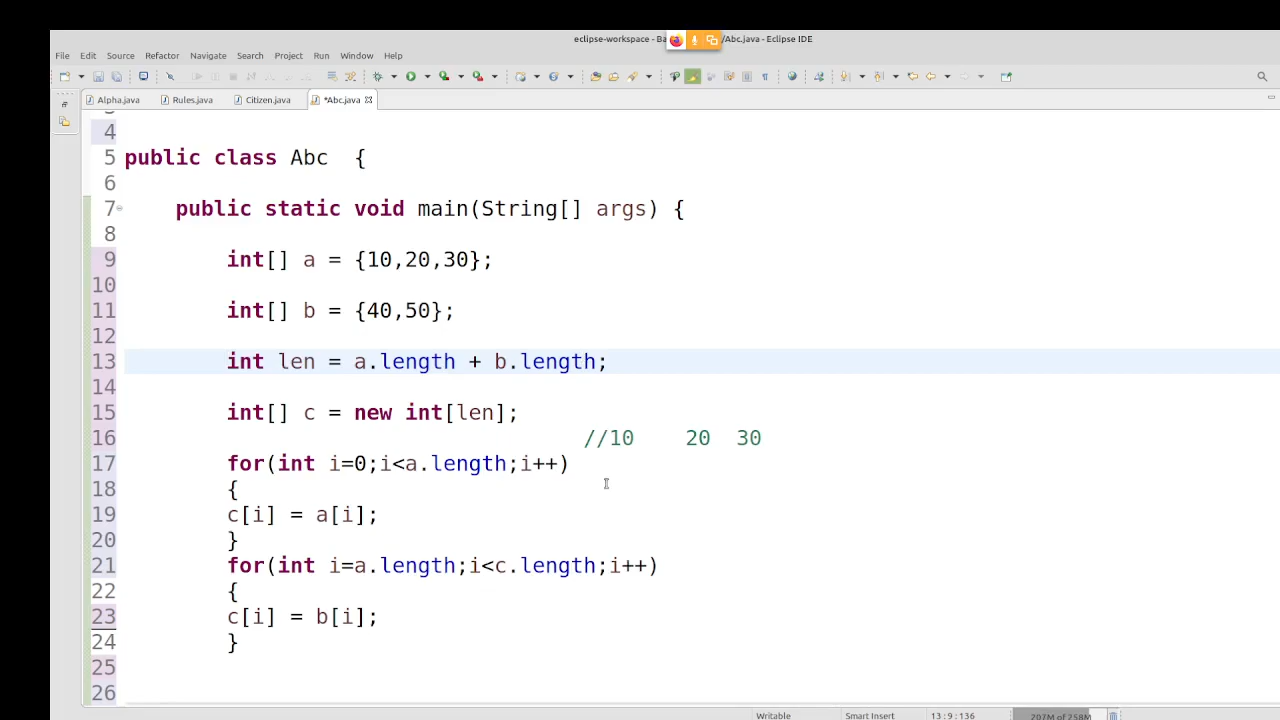 eclipse-workspace - Ba /Abc.java - Eclipse IDE
File Edit Source Refactor Navigate Search Project Run Window Help
Alpha.java Rules.java Citizen.java *Abc.java
4
5 public class Abc {
6
7 public static void main(String[] args) {
8
9 int[] a = {10,20,30};
10
11 int[] b = {40,50};
12
13 int len = a.length + b.length;
14
15 int[] c = new int[len];
16 //10 20 30
17 for(int i=0;i<a.length;i++)
18 {
19 c[i] = a[i];
20 }
21 for(int i=a.length;i<c.length;i++)
22 {
23 c[i] = b[i];
24 }
25
26
Writable Smart Insert 13:9:136 207M of 258M